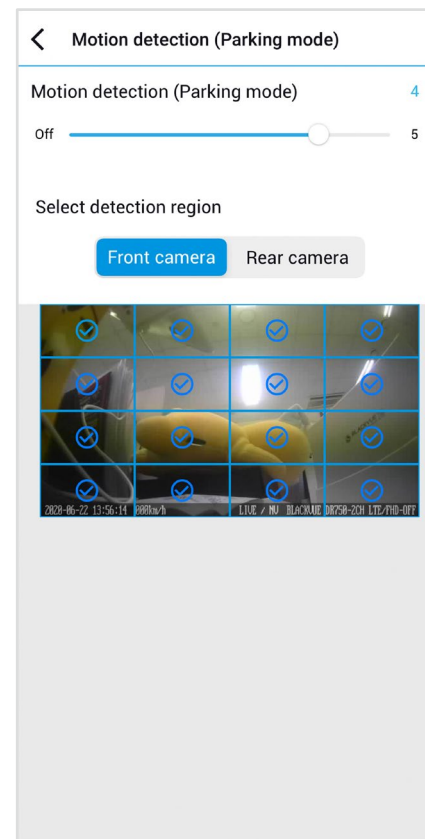 Motion detection (Parking mode)
Motion detection (Parking mode) 4
Off 5
Select detection region
Front camera Rear camera
2020-06-22 13:56:14 000km/h LIVE / NV BLACKVUE DR750-2CH LTE/FHD-OFF